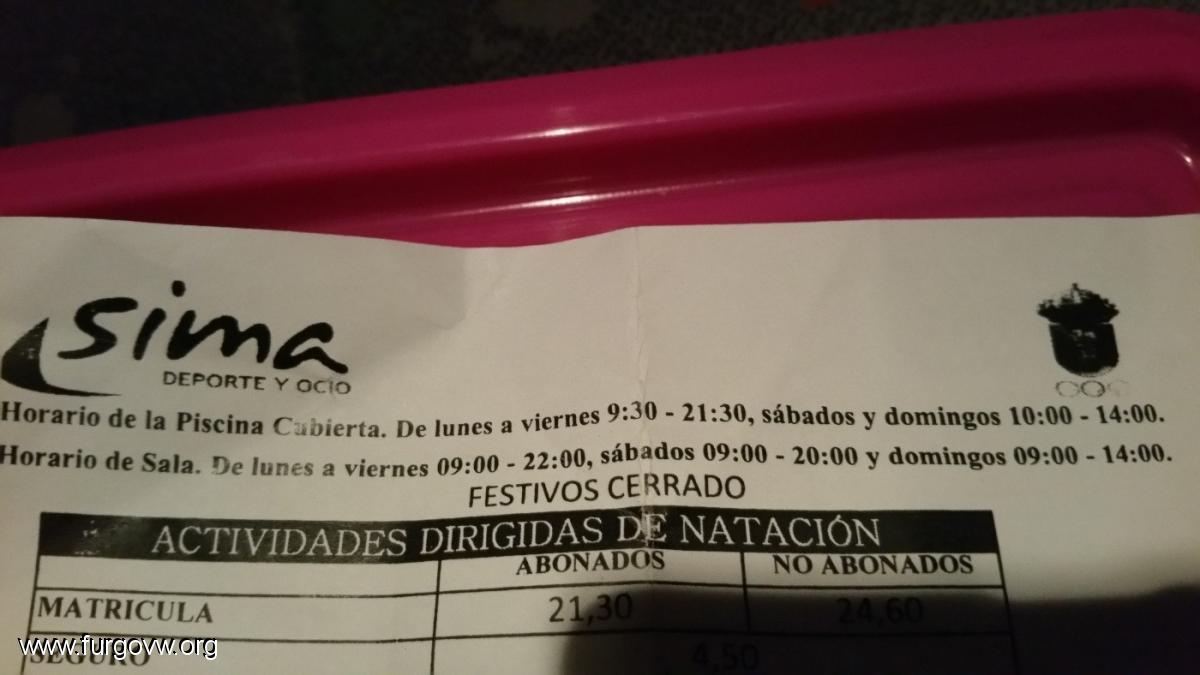 sima
DEPORTE Y OCIO
Horario de la Piscina Cubierta. De lunes a viernes 9:30 - 21:30, sábados y domingos 10:00 - 14:00.
Horario de Sala. De lunes a viernes 09:00 - 22:00, sábados 09:00 - 20:00 y domingos 09:00 - 14:00.
FESTIVOS CERRADO
ACTIVIDADES DIRIGIDAS DE NATACIÓN
ABONADOS NO ABONADOS
MATRICULA 21,30 24,60
SEGURO 4,50
www.furgovw.org